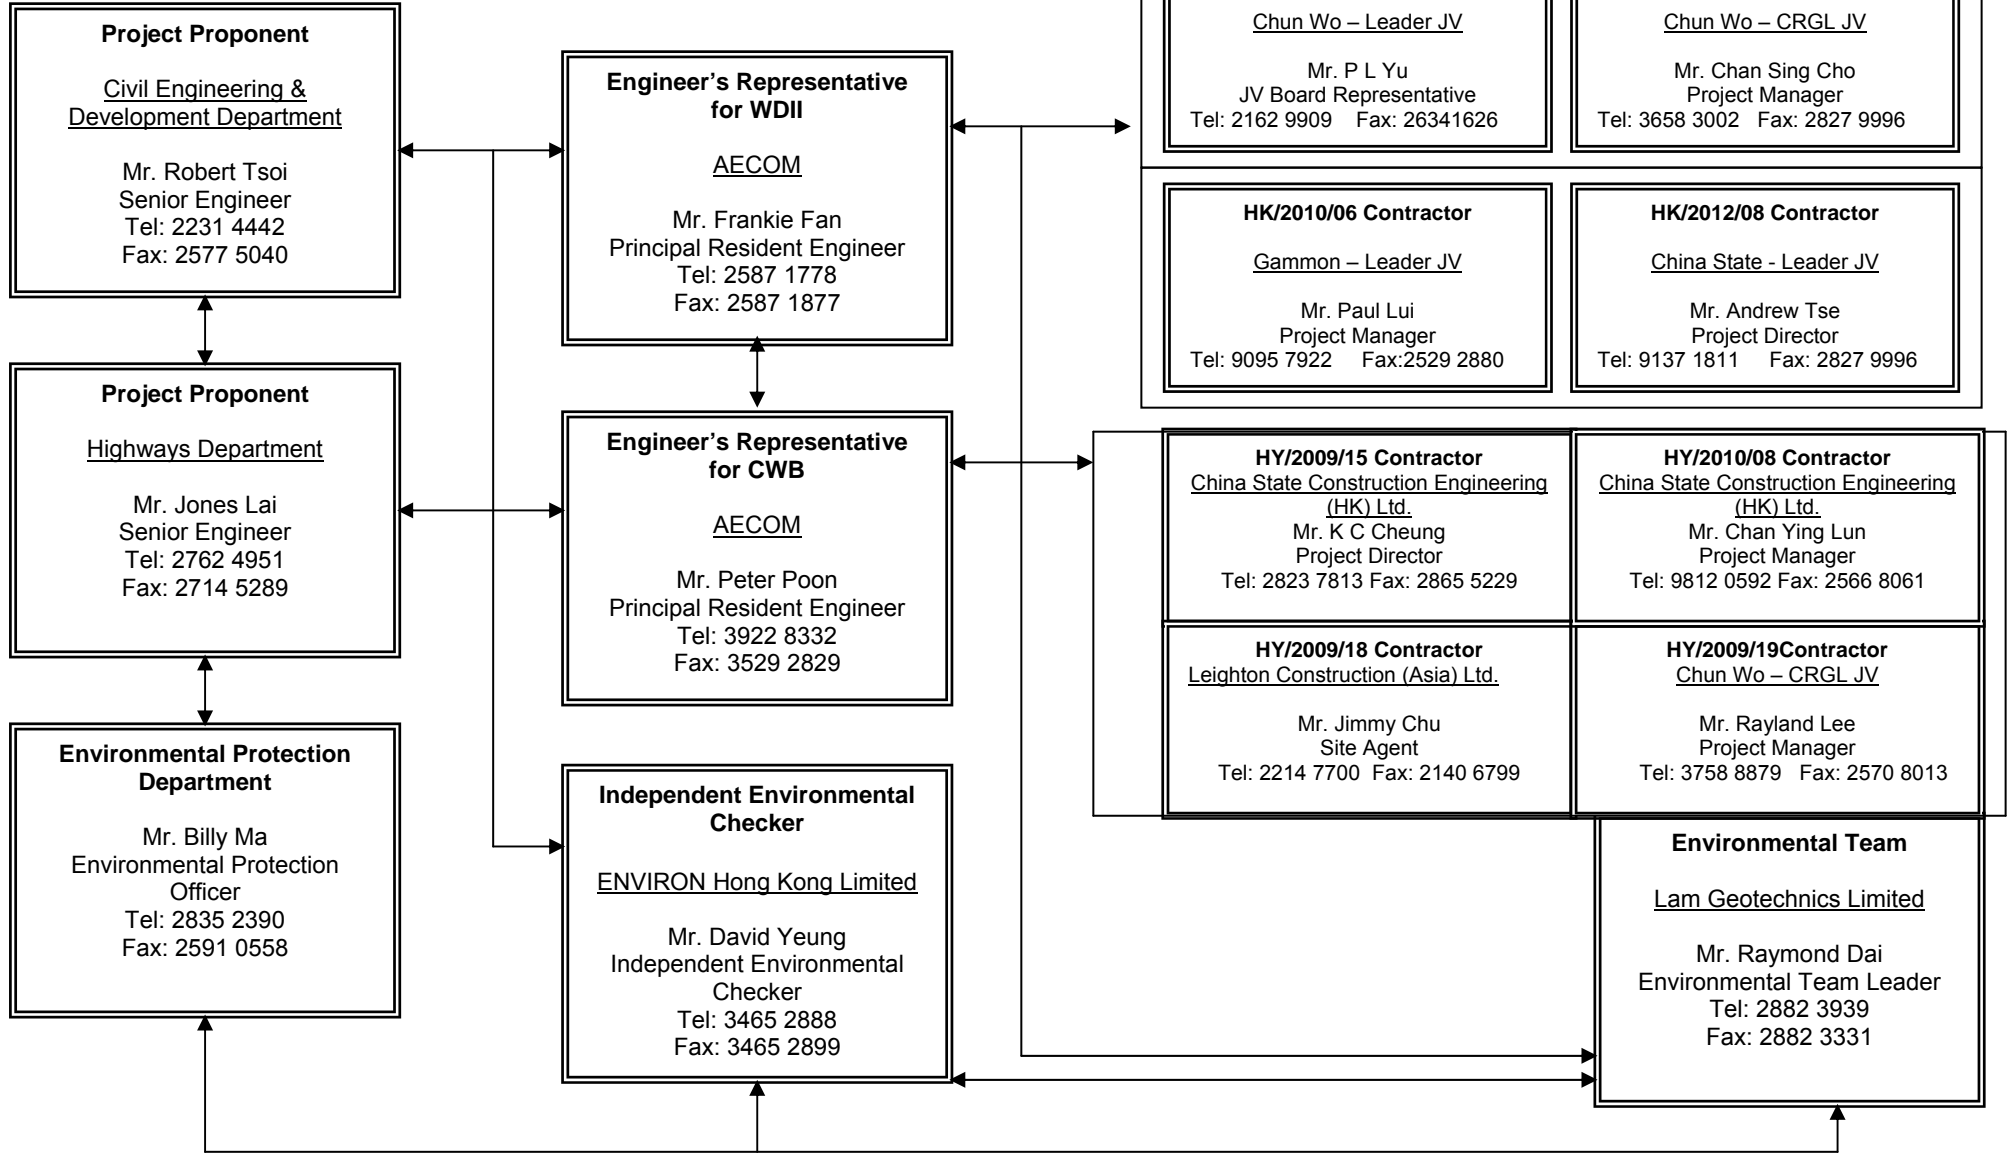 Project Proponent
Civil Engineering &
Development Department
Mr. Robert Tsoi
Senior Engineer
Tel: 2231 4442
Fax: 2577 5040
Project Proponent
Highways Department
Mr. Jones Lai
Senior Engineer
Tel: 2762 4951
Fax: 2714 5289
Environmental Protection
Department
Mr. Billy Ma
Environmental Protection
Officer
Tel: 2835 2390
Fax: 2591 0558
Engineer’s Representative
for WDII
AECOM
Mr. Frankie Fan
Principal Resident Engineer
Tel: 2587 1778
Fax: 2587 1877
Engineer’s Representative
for CWB
AECOM
Mr. Peter Poon
Principal Resident Engineer
Tel: 3922 8332
Fax: 3529 2829
Independent Environmental
Checker
ENVIRON Hong Kong Limited
Mr. David Yeung
Independent Environmental
Checker
Tel: 3465 2888
Fax: 3465 2899
Chun Wo – Leader JV
Mr. P L Yu
JV Board Representative
Tel: 2162 9909 Fax: 26341626
Chun Wo – CRGL JV
Mr. Chan Sing Cho
Project Manager
Tel: 3658 3002 Fax: 2827 9996
HK/2010/06 Contractor
Gammon – Leader JV
Mr. Paul Lui
Project Manager
Tel: 9095 7922 Fax:2529 2880
HK/2012/08 Contractor
China State - Leader JV
Mr. Andrew Tse
Project Director
Tel: 9137 1811 Fax: 2827 9996
HY/2009/15 Contractor
China State Construction Engineering
(HK) Ltd.
Mr. K C Cheung
Project Director
Tel: 2823 7813 Fax: 2865 5229
HY/2010/08 Contractor
China State Construction Engineering
(HK) Ltd.
Mr. Chan Ying Lun
Project Manager
Tel: 9812 0592 Fax: 2566 8061
HY/2009/18 Contractor
Leighton Construction (Asia) Ltd.
Mr. Jimmy Chu
Site Agent
Tel: 2214 7700 Fax: 2140 6799
HY/2009/19Contractor
Chun Wo – CRGL JV
Mr. Rayland Lee
Project Manager
Tel: 3758 8879 Fax: 2570 8013
Environmental Team
Lam Geotechnics Limited
Mr. Raymond Dai
Environmental Team Leader
Tel: 2882 3939
Fax: 2882 3331